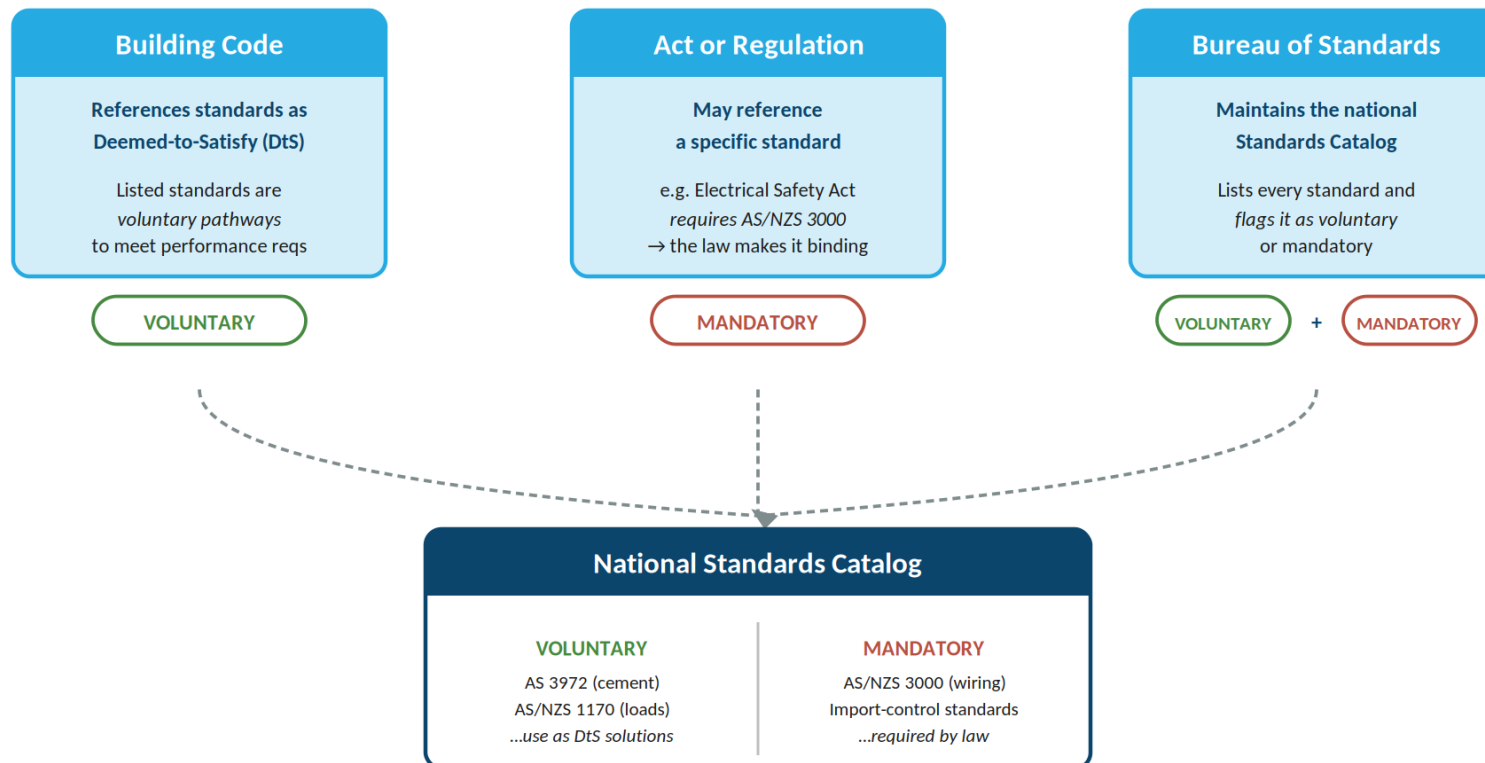 Building Code
References standards as
Deemed-to-Satisfy (DtS)
Listed standards are
voluntary pathways
to meet performance reqs
VOLUNTARY
Act or Regulation
May reference
a specific standard
e.g. Electrical Safety Act
requires AS/NZS 3000
→ the law makes it binding
MANDATORY
Bureau of Standards
Maintains the national
Standards Catalog
Lists every standard and
flags it as voluntary
or mandatory
VOLUNTARY + MANDATORY
National Standards Catalog
VOLUNTARY
AS 3972 (cement)
AS/NZS 1170 (loads)
...use as DtS solutions
MANDATORY
AS/NZS 3000 (wiring)
Import-control standards
...required by law